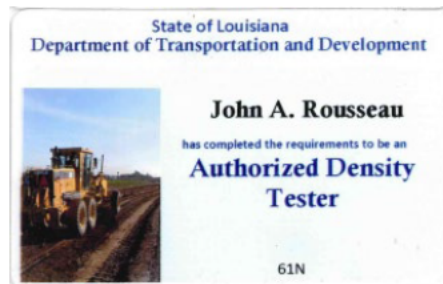 State of Louisiana
Department of Transportation and Development
John A. Rousseau
has completed the requirements to be an
Authorized Density
Tester
61N